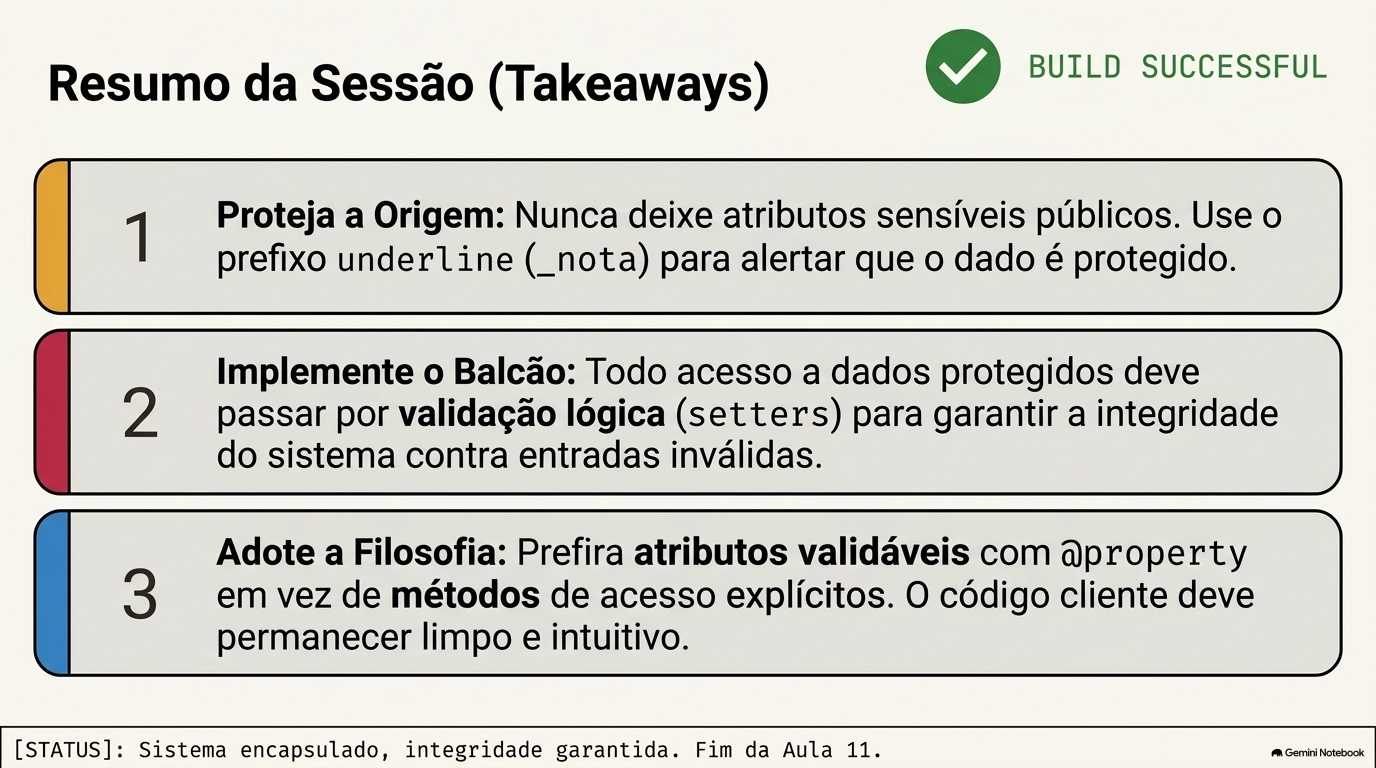 Resumo da Sessão (Takeaways)
BUILD SUCCESSFUL
1
Proteja a Origem: Nunca deixe atributos sensíveis públicos. Use o
prefixo underline (_nota) para alertar que o dado é protegido.
2
Implemente o Balcão: Todo acesso a dados protegidos deve
passar por validação lógica (setters) para garantir a integridade
do sistema contra entradas inválidas.
3
Adote a Filosofia: Prefira atributos validáveis com @property
em vez de métodos de acesso explícitos. O código cliente deve
permanecer limpo e intuitivo.
[STATUS]: Sistema encapsulado, integridade garantida. Fim da Aula 11.
Gemini Notebook